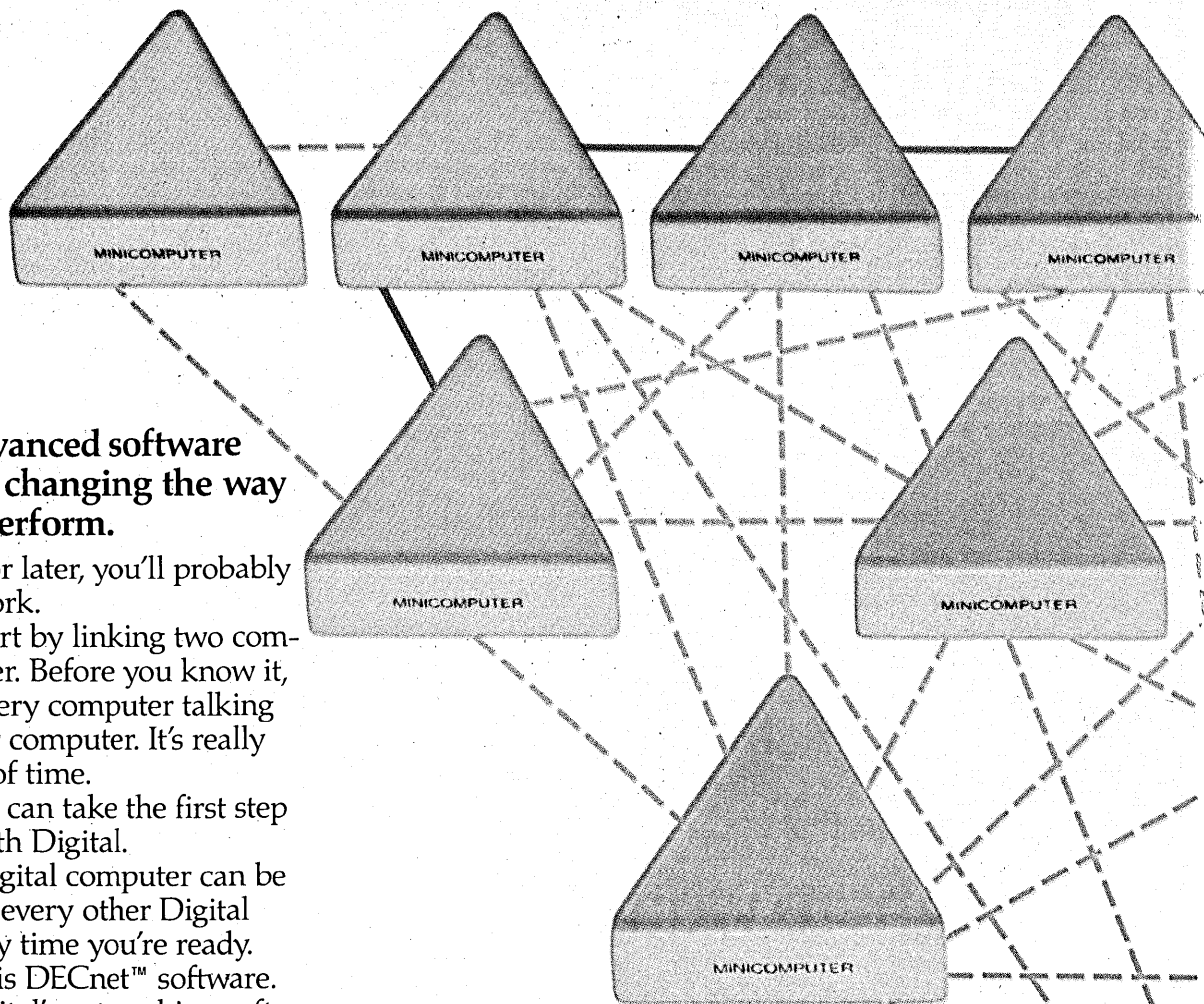 MINICOMPUTER
MINICOMPUTER
MINICOMPUTER
MINICOMPUTER
vanced software
changing the way
erform.
or later, you'll probably
ork.
rt by linking two com-
er. Before you know it,
ery computer talking
computer. It's really
of time.
can take the first step
th Digital.
igital computer can be
every other Digital
y time you're ready.
is DECnet™ software.
MINICOMPUTER
MINICOMPUTER
MINICOMPUTER